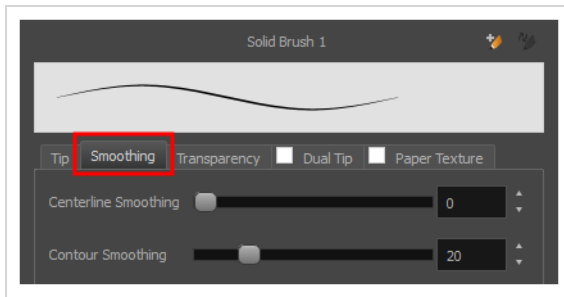 Solid Brush 1
Tip Smoothing Transparency Dual Tip Paper Texture
Centerline Smoothing 0
Contour Smoothing 20